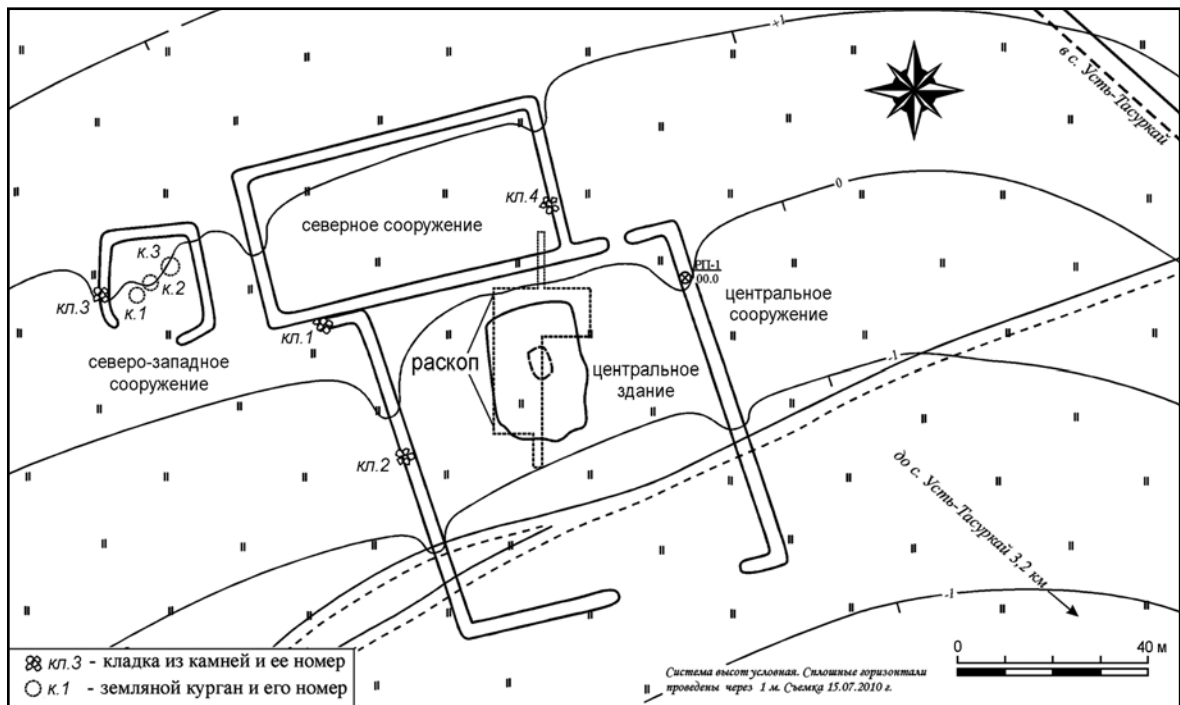 +1
в с. Усть-Тасуркай
кл.4
северное сооружение
0
к.3
к.2
к.1
кл.3
РП-1
00.0
центральное
сооружение
кл.1
северо-западное
сооружение
раскоп
центральное
здание
-1
кл.2
до с. Усть-Тасуркай 3,2 км
-1
0 40 м
кл.3 - кладка из камней и ее номер
к.1 - земляной курган и его номер
Система высот условная. Сплошные горизонтали
проведены через 1 м. Съемка 15.07.2010 г.